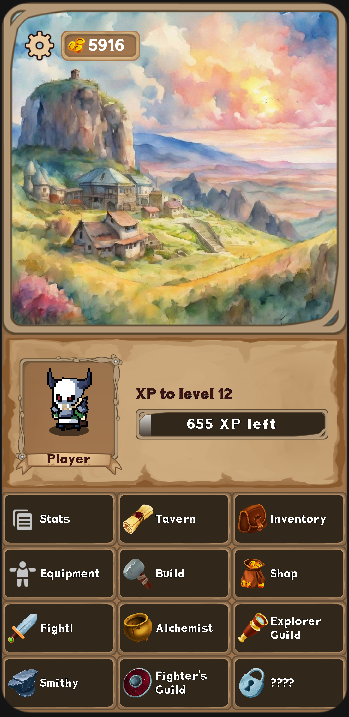 5916
XP to level 12
655 XP left
Player
Stats
Tavern
Inventory
Equipment
Build
Shop
Fight!
Alchemist
Explorer
Guild
Smithy
Fighter's
Guild
????